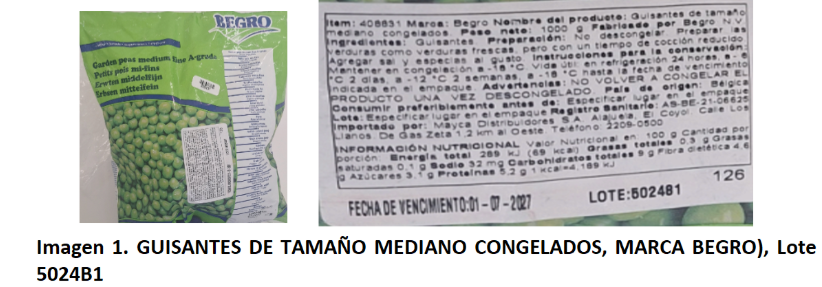 BEGRO
Garden peas medium fine A-grade
Petits pois mi-fins
Erwten middelfijn
Erbsen mittelfein
Item: 408831 Marca: Begro Nombre del producto: Guisantes de tamaño
mediano congelados. Peso neto: 1000 g Fabricado por Begro N.V.
Ingredientes: Guisantes. Preparación: No descongelar. Preparar las
verduras como verduras frescas, pero con un tiempo de cocción reducido.
Agregar sal y especias al gusto. Instrucciones para la conservación:
Mantener en congelación a -18 °C. Vida útil: en refrigeración 24 horas, a - 6
°C 2 días, a -12 °C 2 semanas, a -18 °C hasta la fecha de vencimiento
indicada en el empaque. Advertencias: NO VOLVER A CONGELAR EL
PRODUCTO UNA VEZ DESCONGELADO. País de origen: Bélgica
Consumir preferiblemente antes de: Especificar lugar en el empaque
Lote: Especificar lugar en el empaque Registro Sanitario: AS-BE-21-06625
Importado por: Mayca Distribuidores S.A. Alajuela, El Coyol, Calle Los
Llanos. De Gas Zeta 1,2 km al Oeste. Teléfono: 2209-0500
INFORMACIÓN NUTRICIONAL Valor Nutricional en 100 g Cantidad por
porción: Energía total 289 kJ (69 kcal) Grasas totales 0,3 g Grasas
saturadas 0,1 g Sodio 32 mg Carbohidratos totales 9 g Fibra dietética 4,6
g Azúcares 3,1 g Proteínas 5,2 g 1 kcal=4,189 kJ
126
FECHA DE VENCIMIENTO:01-07-2027 LOTE:5024B1
Imagen 1. GUISANTES DE TAMAÑO MEDIANO CONGELADOS, MARCA BEGRO), Lote
5024B1